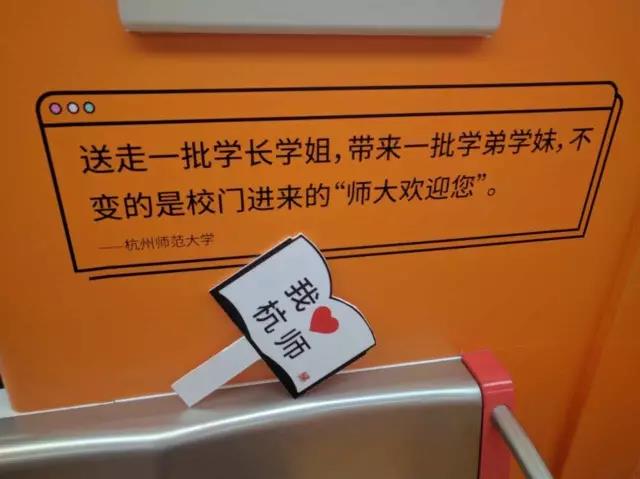 送走一批学长学姐，带来一批学弟学妹，不
变的是校门进来的“师大欢迎您”。
——杭州师范大学
我❤
杭师